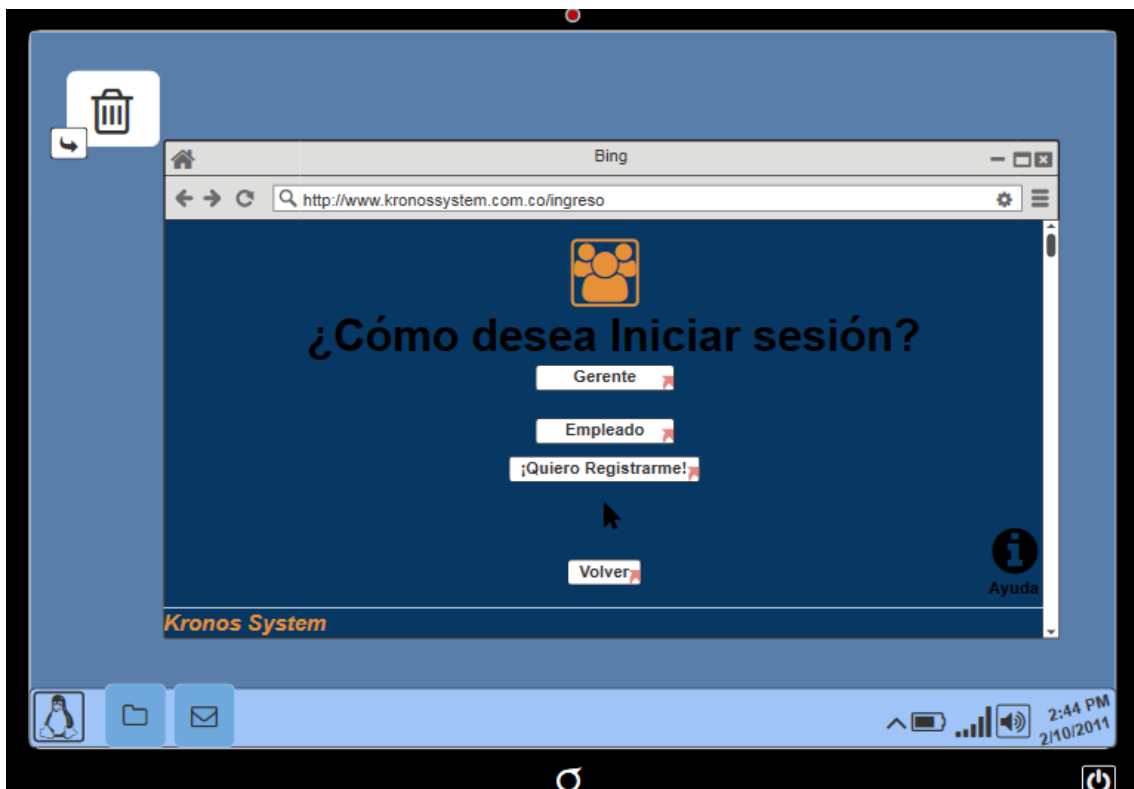 Bing
http://www.kronossystem.com.co/ingreso
¿Cómo desea Iniciar sesión?
Gerente
Empleado
¡Quiero Registrarme!
Volver
Ayuda
Kronos System
2:44 PM
2/10/2011